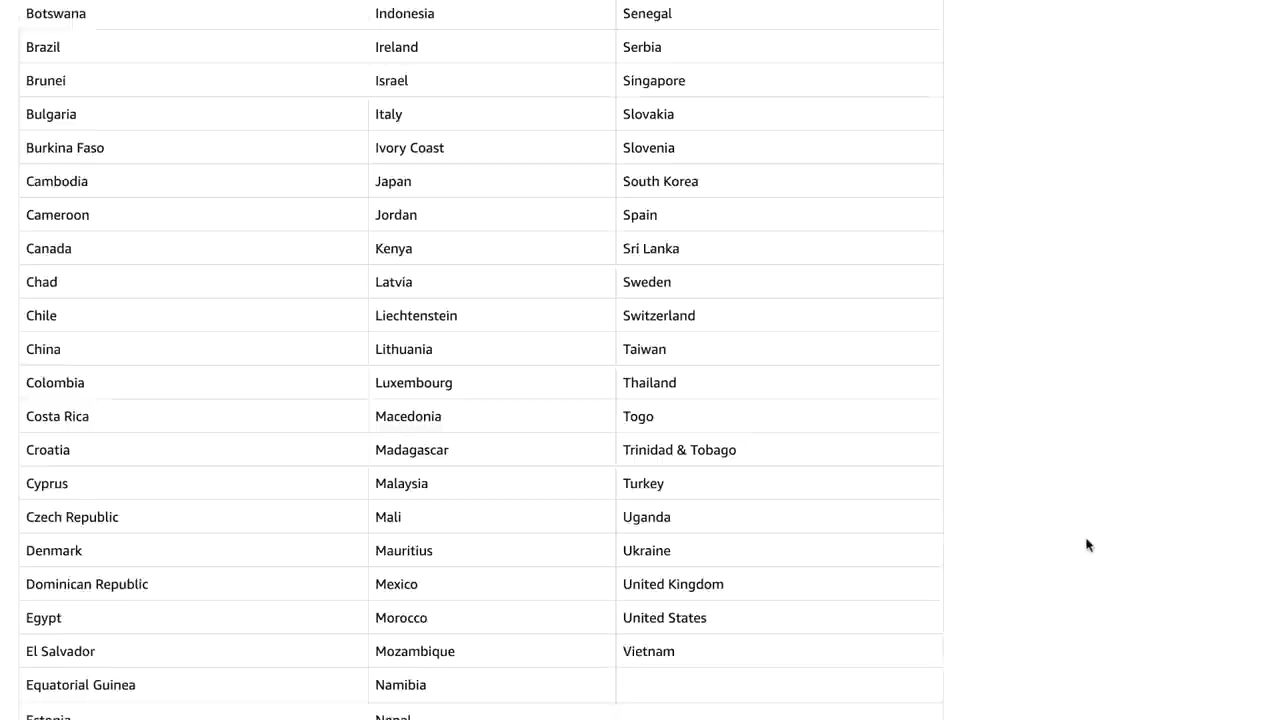 Botswana Indonesia Senegal
Brazil Ireland Serbia
Brunei Israel Singapore
Bulgaria Italy Slovakia
Burkina Faso Ivory Coast Slovenia
Cambodia Japan South Korea
Cameroon Jordan Spain
Canada Kenya Sri Lanka
Chad Latvia Sweden
Chile Liechtenstein Switzerland
China Lithuania Taiwan
Colombia Luxembourg Thailand
Costa Rica Macedonia Togo
Croatia Madagascar Trinidad & Tobago
Cyprus Malaysia Turkey
Czech Republic Mali Uganda
Denmark Mauritius Ukraine
Dominican Republic Mexico United Kingdom
Egypt Morocco United States
El Salvador Mozambique Vietnam
Equatorial Guinea Namibia
Estonia Nepal